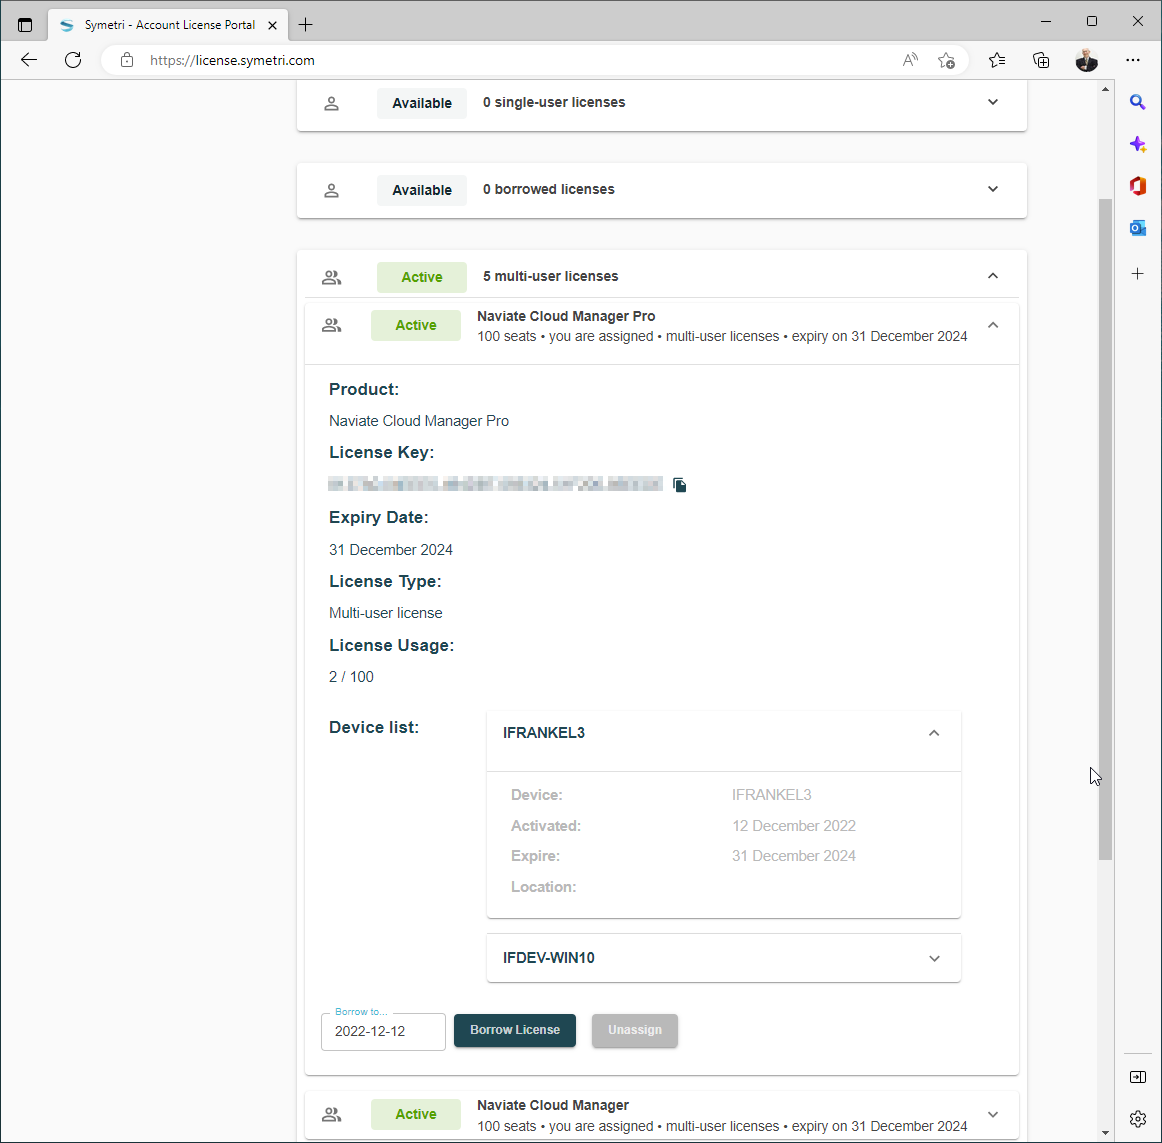 Symetri - Account License Portal
https://license.symetri.com
Available 0 single-user licenses
Available 0 borrowed licenses
Active 5 multi-user licenses
Active Naviate Cloud Manager Pro
100 seats • you are assigned • multi-user licenses • expiry on 31 December 2024
Product:
Naviate Cloud Manager Pro
License Key:
Expiry Date:
31 December 2024
License Type:
Multi-user license
License Usage:
2 / 100
Device list:
IFRANKEL3
Device: IFRANKEL3
Activated: 12 December 2022
Expire: 31 December 2024
Location:
IFDEV-WIN10
Borrow to...
2022-12-12
Borrow License
Unassign
Active Naviate Cloud Manager
100 seats • you are assigned • multi-user licenses • expiry on 31 December 2024